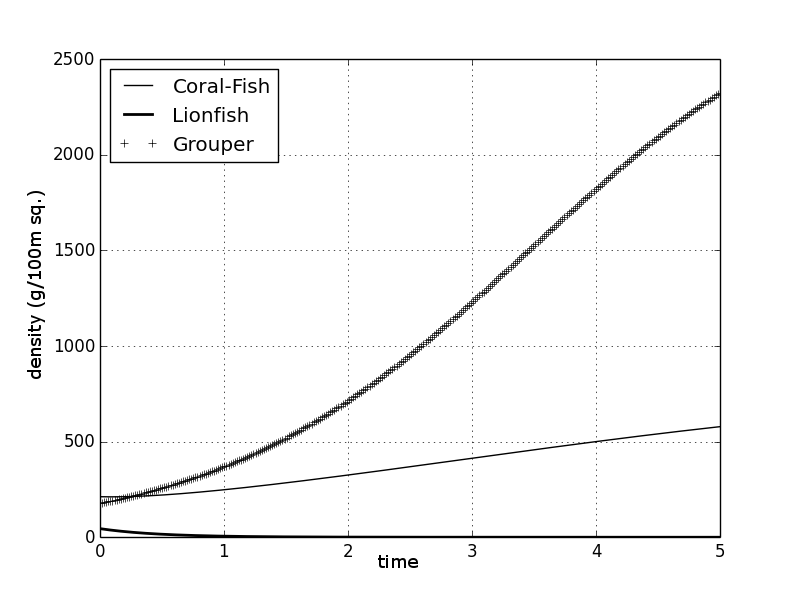 2500
2000
1500
1000
500
0
density (g/100m sq.)
Coral-Fish
Lionfish
Grouper
0 1 2 3 4 5
time